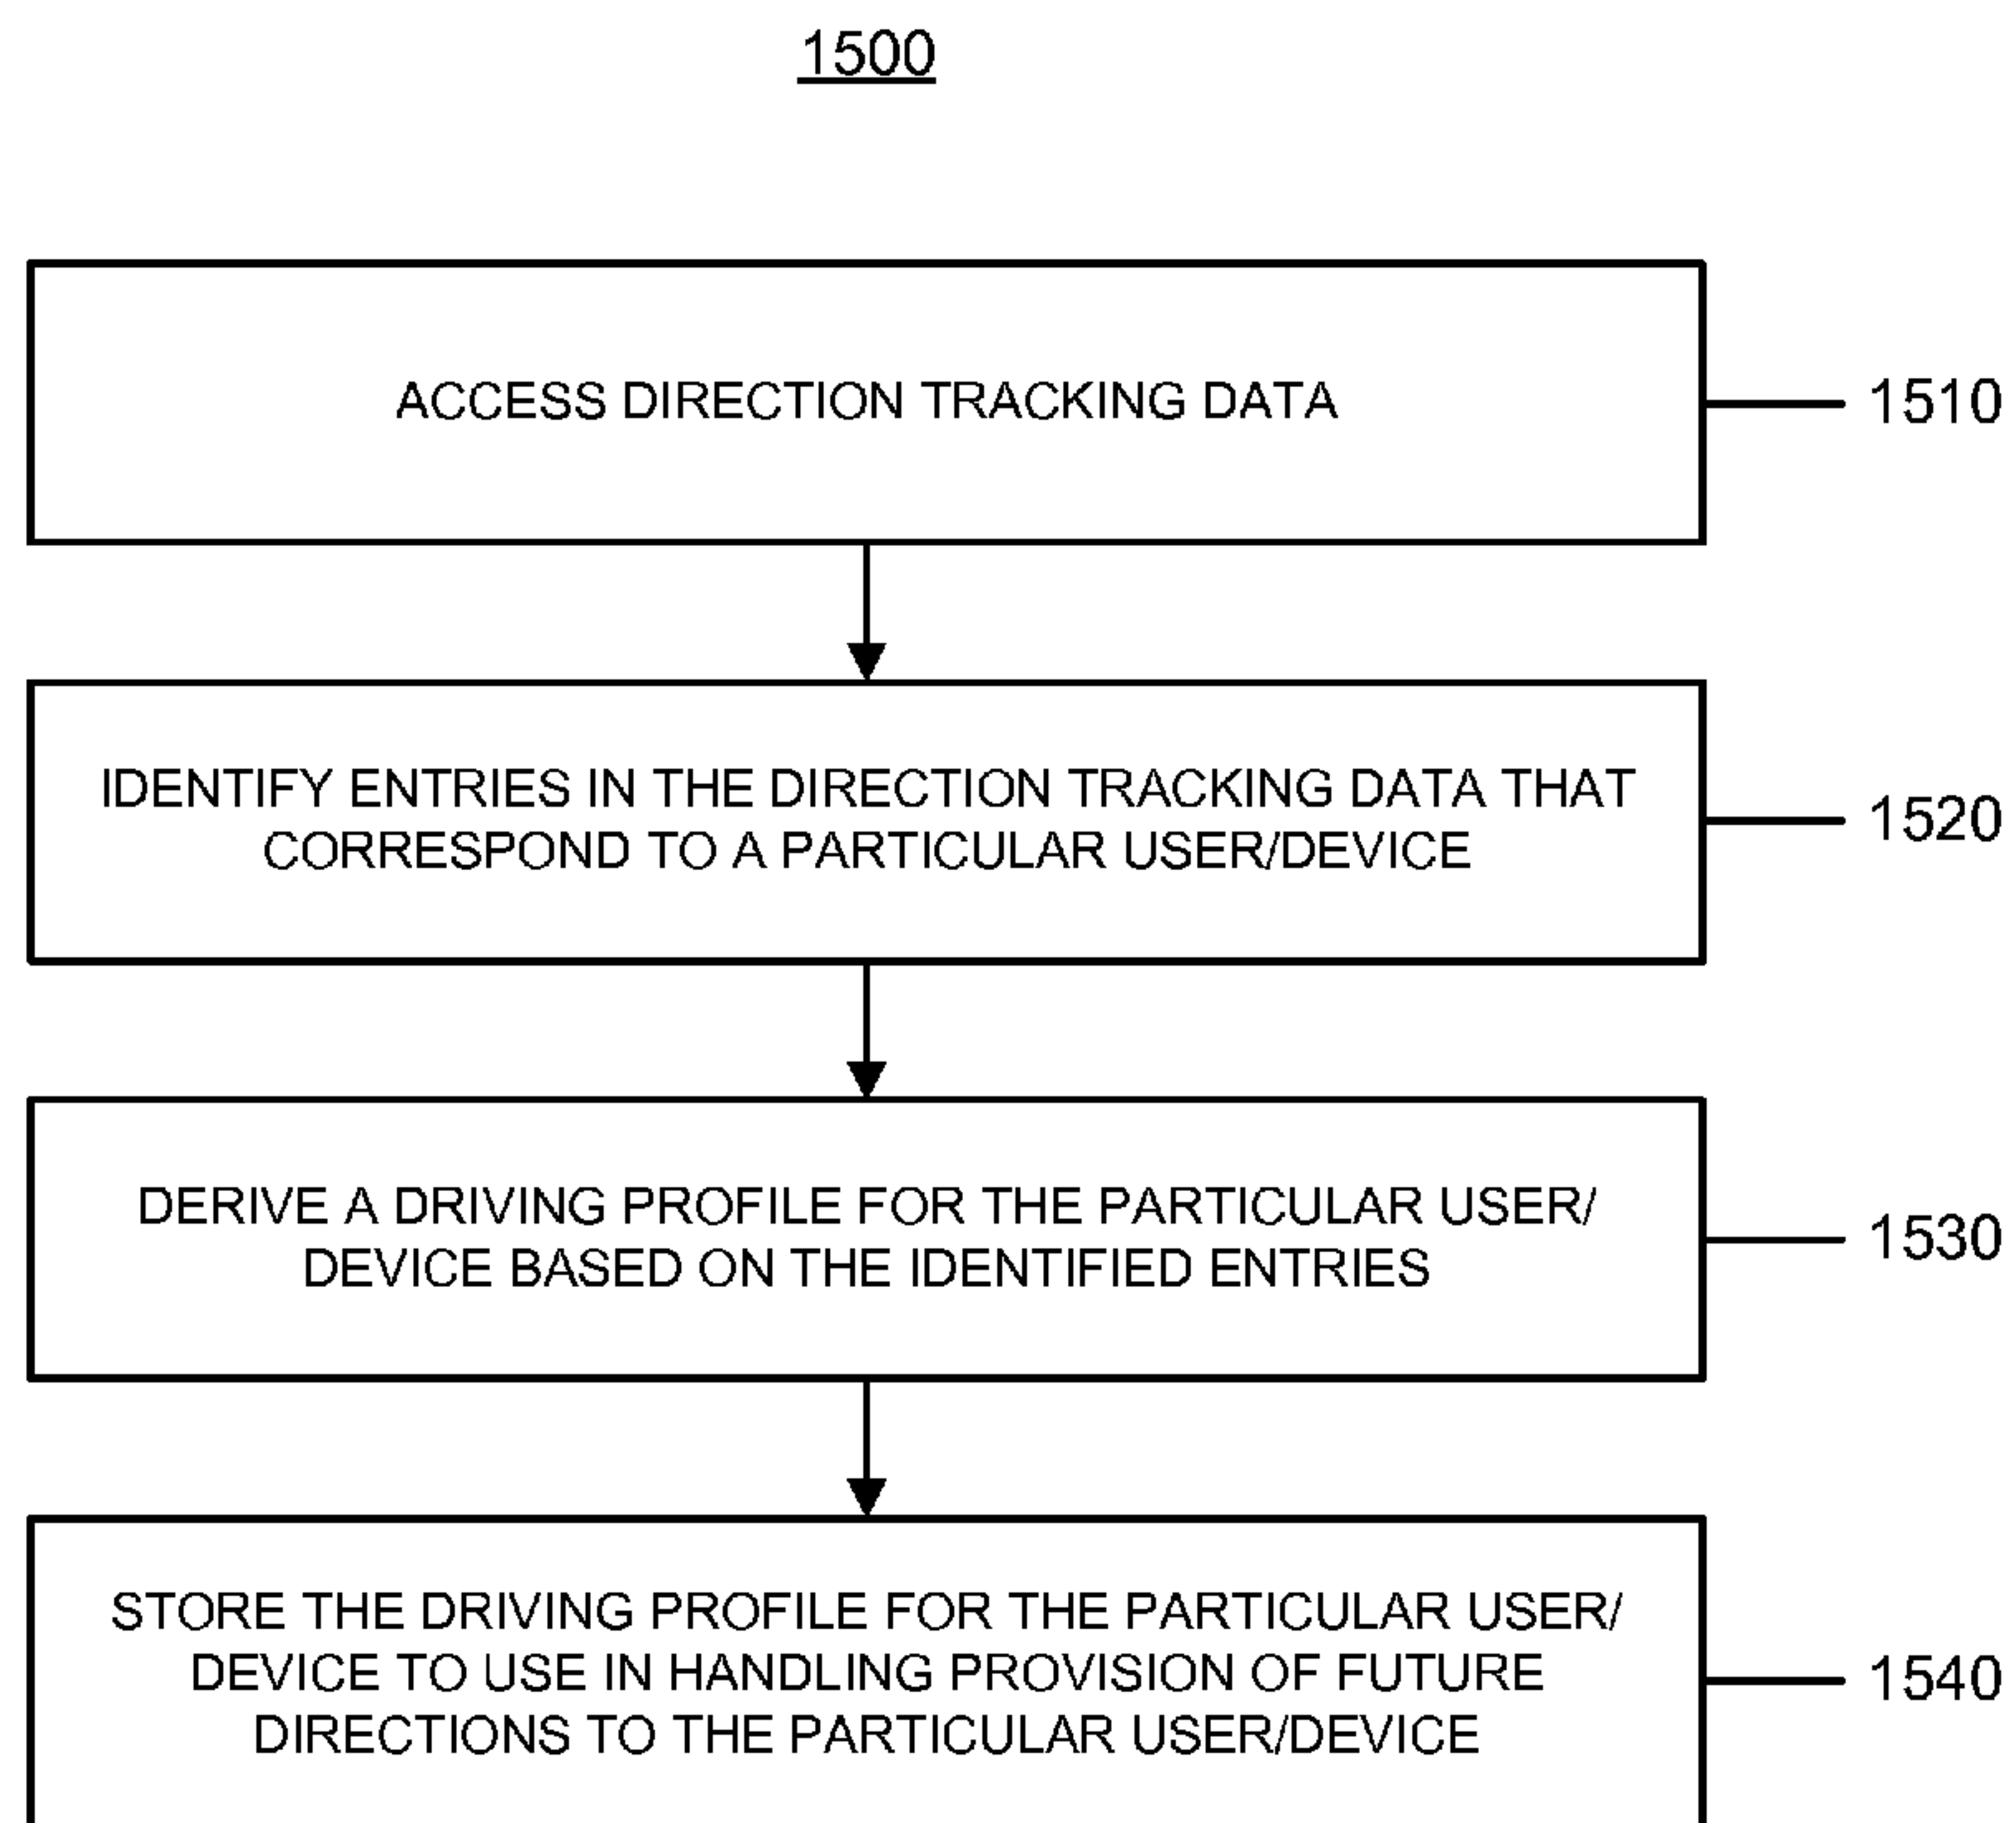 1500
ACCESS DIRECTION TRACKING DATA
1510
IDENTIFY ENTRIES IN THE DIRECTION TRACKING DATA THAT
CORRESPOND TO A PARTICULAR USER/DEVICE
1520
DERIVE A DRIVING PROFILE FOR THE PARTICULAR USER/
DEVICE BASED ON THE IDENTIFIED ENTRIES
1530
STORE THE DRIVING PROFILE FOR THE PARTICULAR USER/
DEVICE TO USE IN HANDLING PROVISION OF FUTURE
DIRECTIONS TO THE PARTICULAR USER/DEVICE
1540